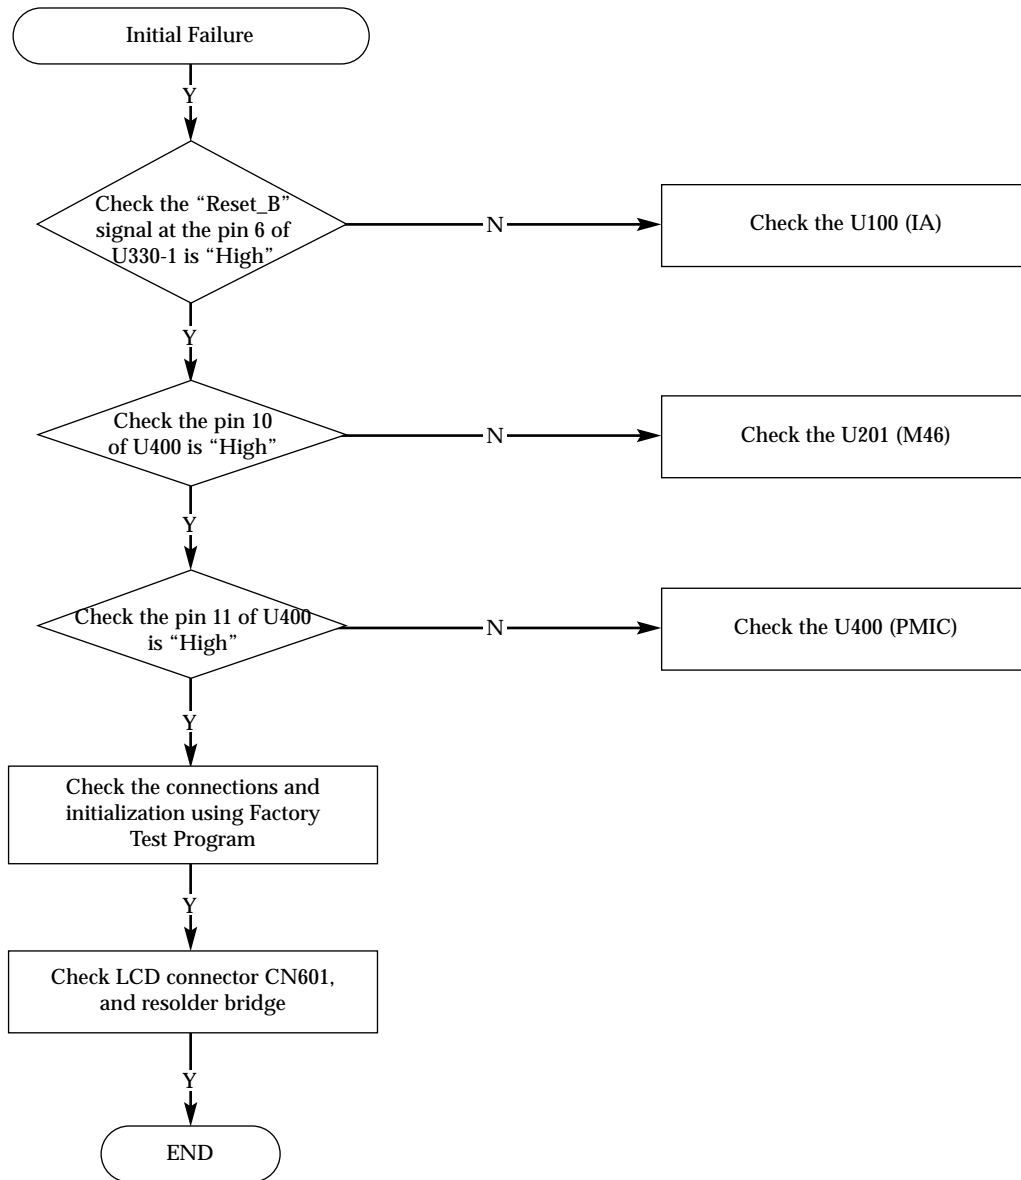 Initial Failure
Y
Check the “Reset_B”
signal at the pin 6 of
U330-1 is “High”
N
Check the U100 (IA)
Y
Check the pin 10
of U400 is “High”
N
Check the U201 (M46)
Y
Check the pin 11 of U400
is “High”
N
Check the U400 (PMIC)
Y
Check the connections and
initialization using Factory
Test Program
Y
Check LCD connector CN601,
and resolder bridge
Y
END